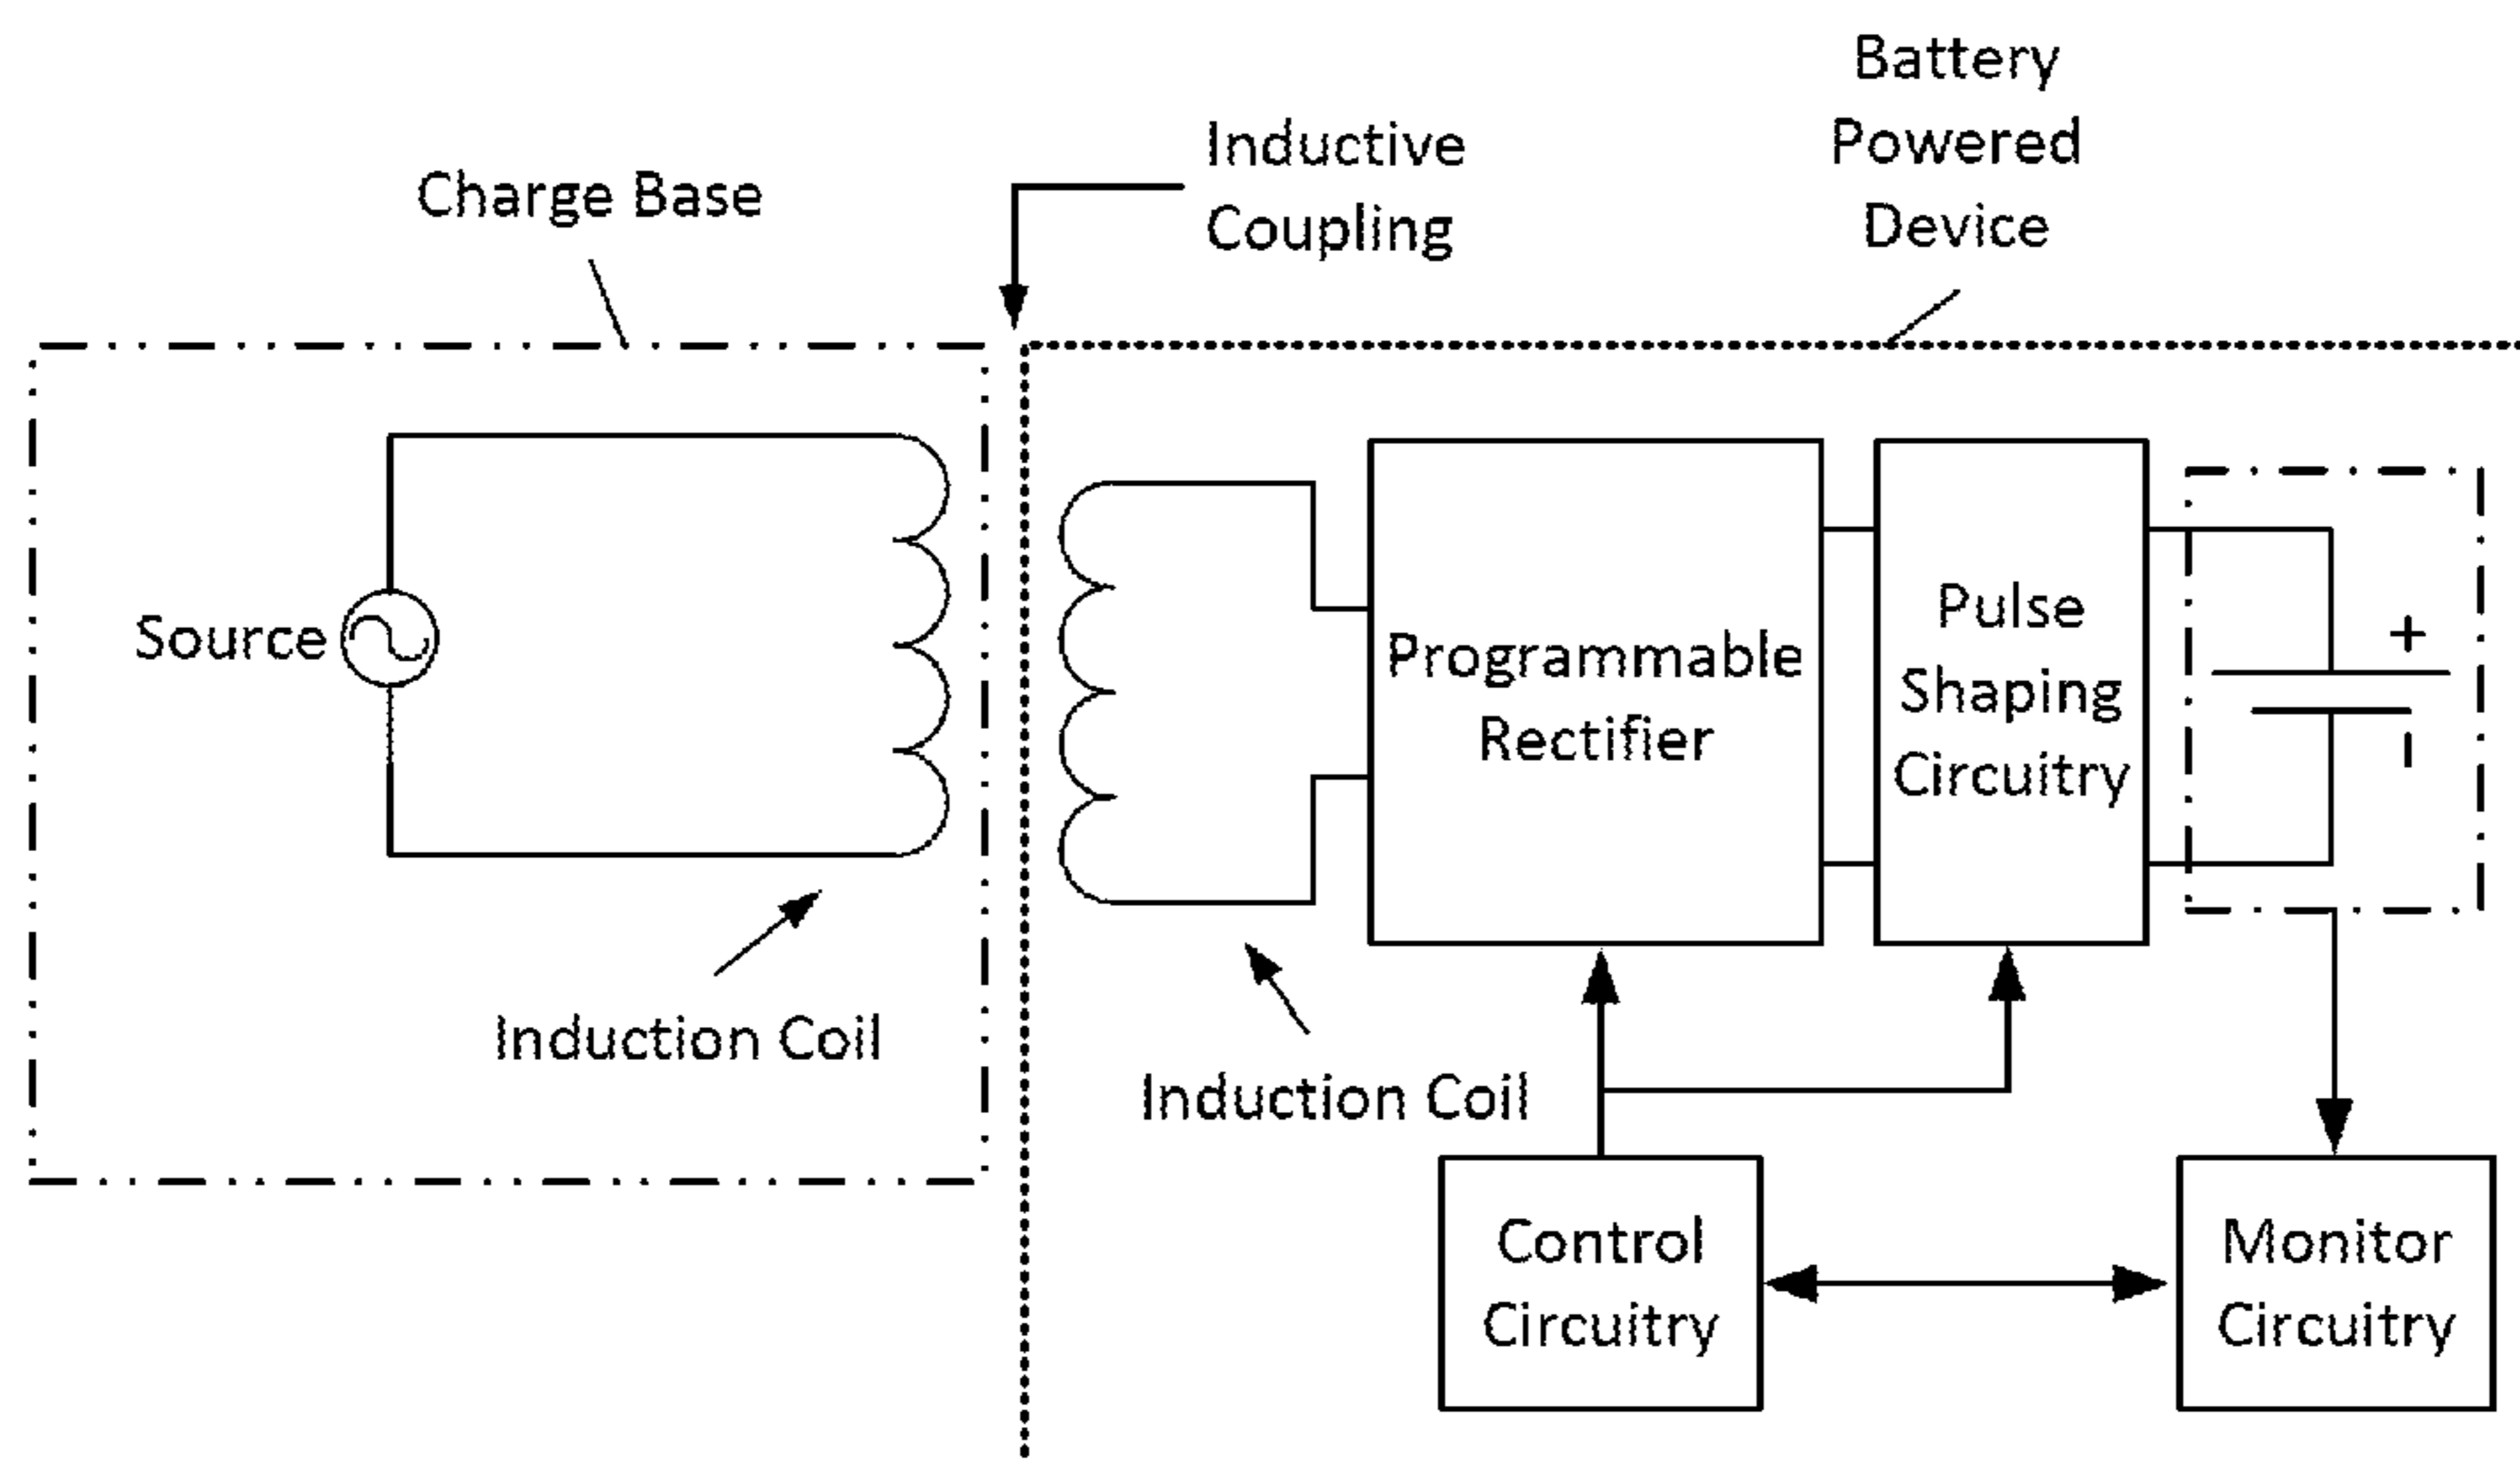 Battery
Powered
Device
Inductive
Coupling
Charge Base
Source
Programmable
Rectifier
Pulse
Shaping
Circuitry
+
–
Induction Coil
Induction Coil
Control
Circuitry
Monitor
Circuitry